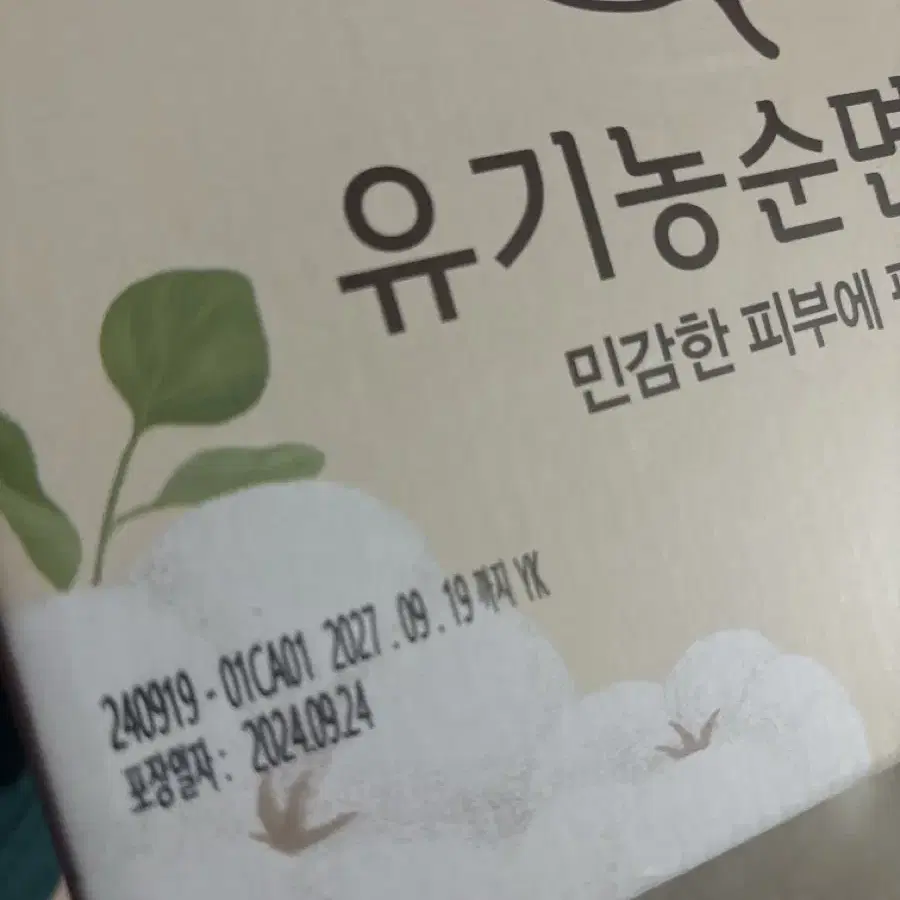 유기농순면
민감한 피부에
240919 - 01CA01 2027 . 09 . 19 까지 YK
포장일자 : 2024.09.24